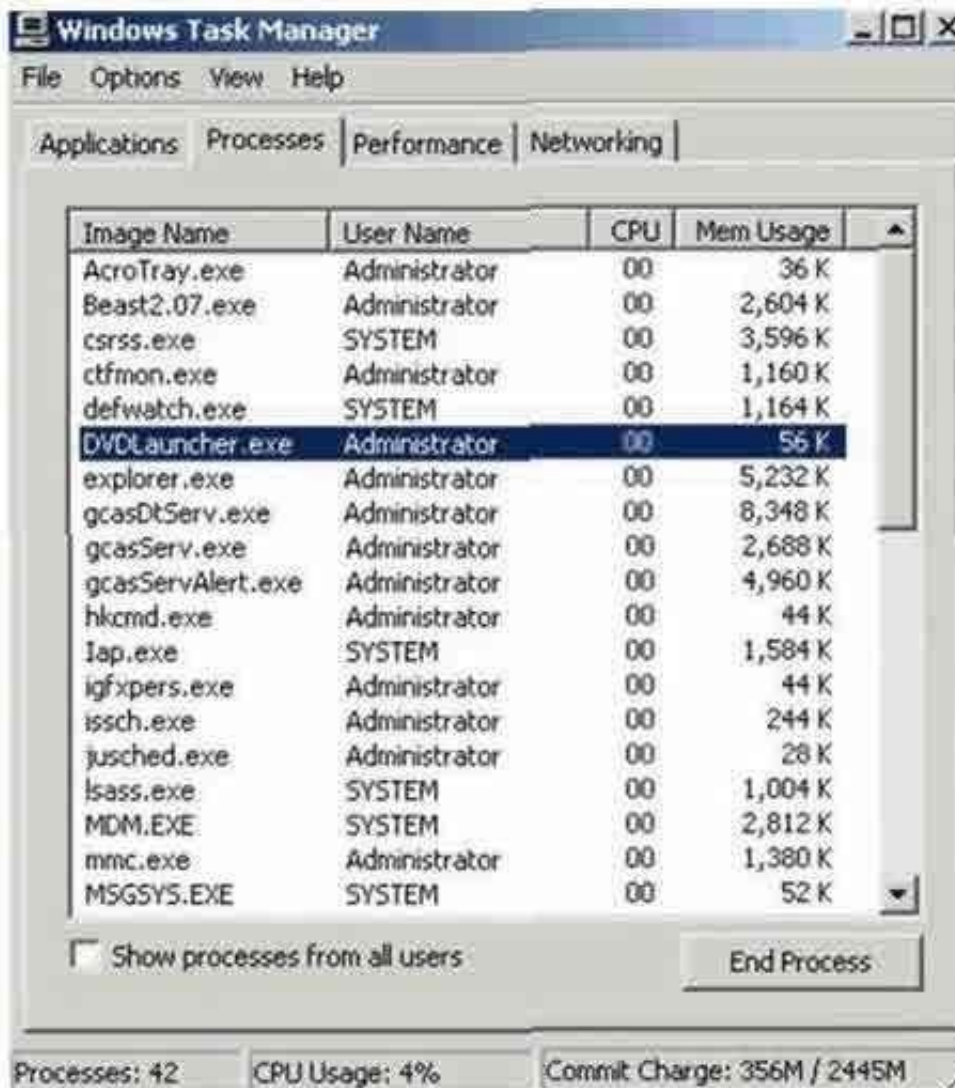 Windows Task Manager
File Options View Help
Applications Processes Performance Networking
Image Name User Name CPU Mem Usage
AcroTray.exe Administrator 00 36 K
Beast2.07.exe Administrator 00 2,604 K
csrss.exe SYSTEM 00 3,596 K
ctfmon.exe Administrator 00 1,160 K
defwatch.exe SYSTEM 00 1,164 K
DVDLauncher.exe Administrator 00 56 K
explorer.exe Administrator 00 5,232 K
gcasDtServ.exe Administrator 00 8,348 K
gcasServ.exe Administrator 00 2,688 K
gcasServAlert.exe Administrator 00 4,960 K
hkcmd.exe Administrator 00 44 K
Iap.exe SYSTEM 00 1,584 K
igfxpers.exe Administrator 00 44 K
issch.exe Administrator 00 244 K
jusched.exe Administrator 00 28 K
lsass.exe SYSTEM 00 1,004 K
MDM.EXE SYSTEM 00 2,812 K
mmc.exe Administrator 00 1,380 K
MSGSYS.EXE SYSTEM 00 52 K
Show processes from all users End Process
Processes: 42 CPU Usage: 4% Commit Charge: 356M / 2445M